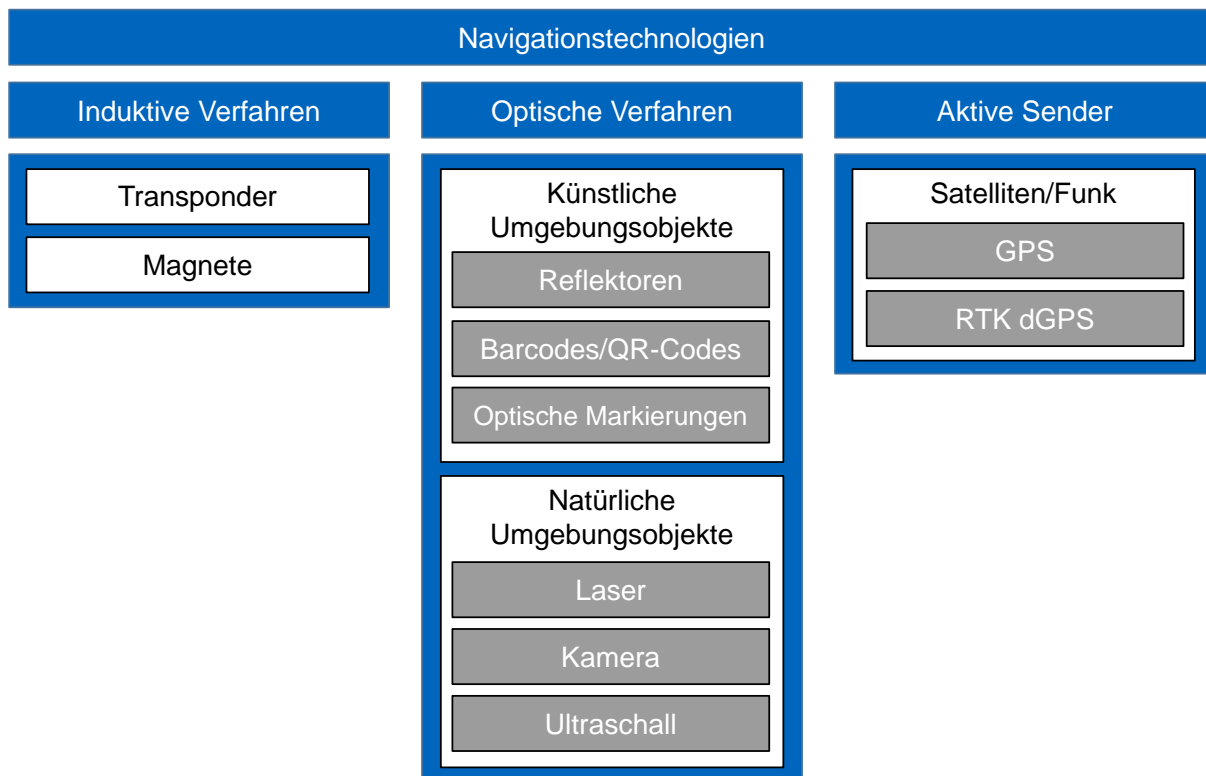 Navigationstechnologien
Induktive Verfahren
Transponder
Magnete
Optische Verfahren
Künstliche
Umgebungsobjekte
Reflektoren
Barcodes/QR-Codes
Optische Markierungen
Natürliche
Umgebungsobjekte
Laser
Kamera
Ultraschall
Aktive Sender
Satelliten/Funk
GPS
RTK dGPS